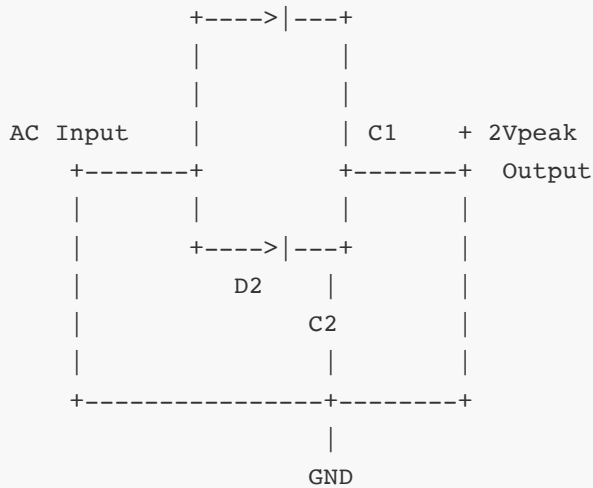 +---->|---+
|         |
|         |
AC Input    |         | C1    + 2Vpeak
+-------+         +-------+  Output
|       |         |       |
|       +---->|---+       |
|          D2    |        |
|               C2        |
|                |        |
+----------------+--------+
|
GND